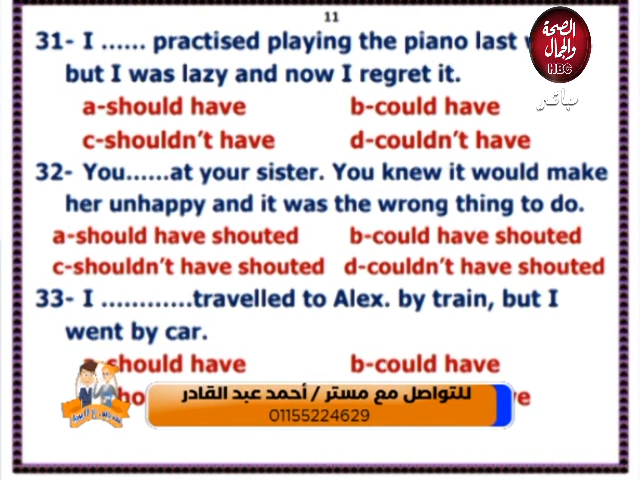 11
31- I ...... practised playing the piano last
but I was lazy and now I regret it.
a-should have b-could have
c-shouldn't have d-couldn't have
32- You......at your sister. You knew it would make
her unhappy and it was the wrong thing to do.
a-should have shouted b-could have shouted
c-shouldn't have shouted d-couldn't have shouted
33- I .............travelled to Alex. by train, but I
went by car.
should have b-could have
للتواصل مع مستر / أحمد عبد القادر
01155224629
الصحة
والجمال
HBC
مباشر